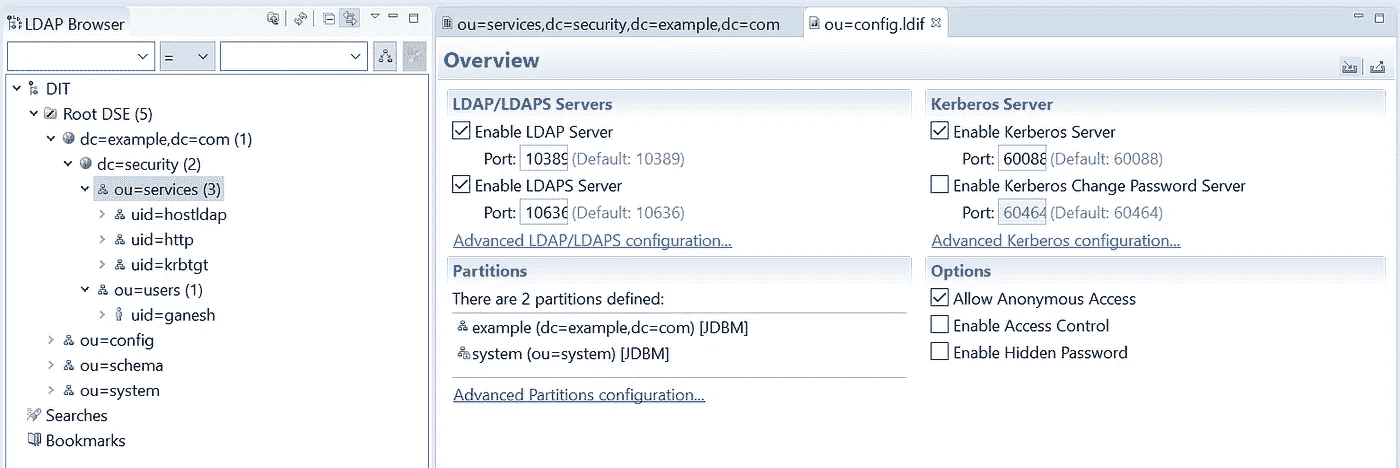 LDAP Browser
=
DIT
Root DSE (5)
dc=example,dc=com (1)
dc=security (2)
ou=services (3)
uid=hostldap
uid=http
uid=krbtgt
ou=users (1)
uid=ganesh
ou=config
ou=schema
ou=system
Searches
Bookmarks
ou=services,dc=security,dc=example,dc=com
ou=config.ldif
Overview
LDAP/LDAPS Servers
Enable LDAP Server
Port: 10389 (Default: 10389)
Enable LDAPS Server
Port: 10636 (Default: 10636)
Advanced LDAP/LDAPS configuration...
Partitions
There are 2 partitions defined:
example (dc=example,dc=com) [JDBM]
system (ou=system) [JDBM]
Advanced Partitions configuration...
Kerberos Server
Enable Kerberos Server
Port: 60088 (Default: 60088)
Enable Kerberos Change Password Server
Port: 60464 (Default: 60464)
Advanced Kerberos configuration...
Options
Allow Anonymous Access
Enable Access Control
Enable Hidden Password